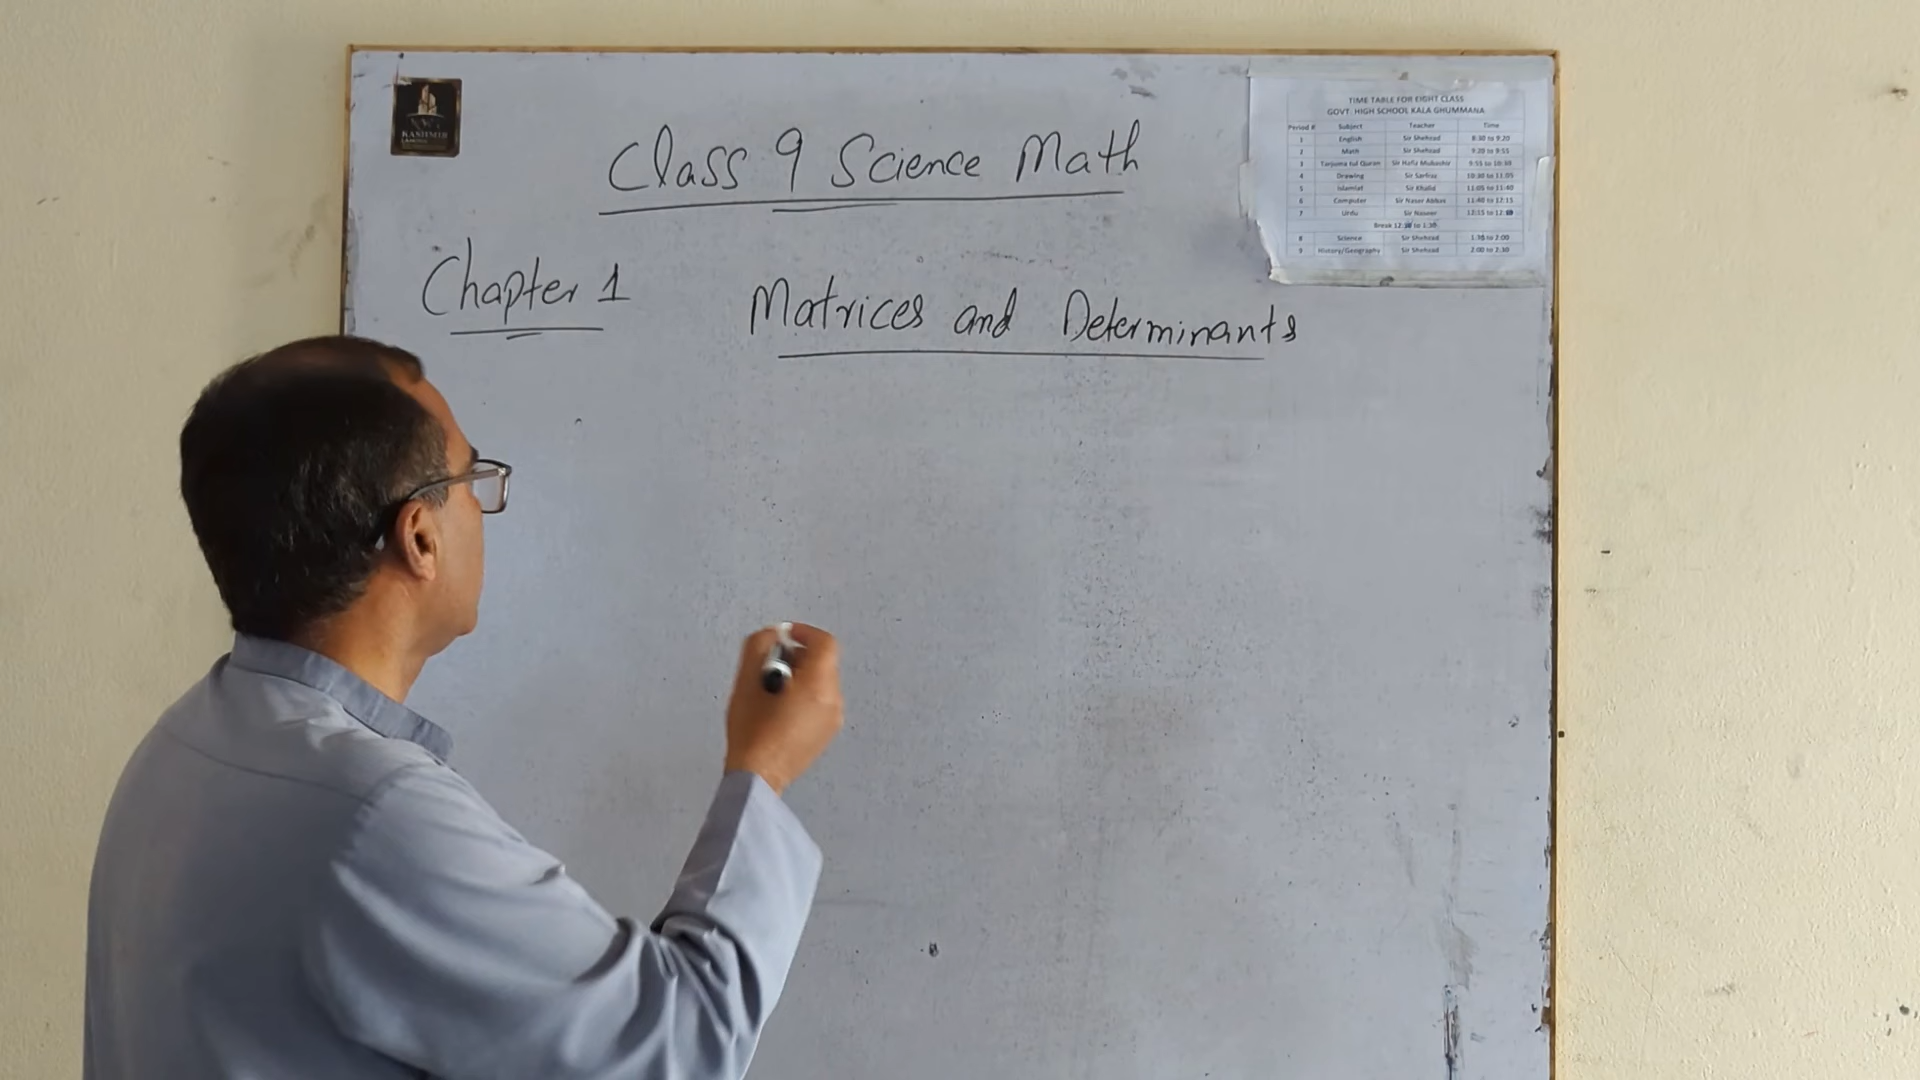 KASHMIR
Class 9 Science Math
Chapter 1
Matrices and Determinants
TIME TABLE FOR EIGHT CLASS
GOVT. HIGH SCHOOL KALA GHUMMANA
Period # Subject Teacher Time
1 English Sir Shehzad 8:30 to 9:20
2 Math Sir Shehzad 9:20 to 9:55
3 Tarjuma tul Quran Sir Hafiz Mubashir 9:55 to 10:30
4 Drawing Sir Sarfraz 10:30 to 11:05
5 Islamiat Sir Khalid 11:05 to 11:40
6 Computer Sir Naser Abbas 11:40 to 12:15
7 Urdu Sir Naseer 12:15 to
Break to 1:30
8 Science Sir Shehzad 1:30 to 2:00
9 History/Geography Sir Shehzad 2:00 to 2:30